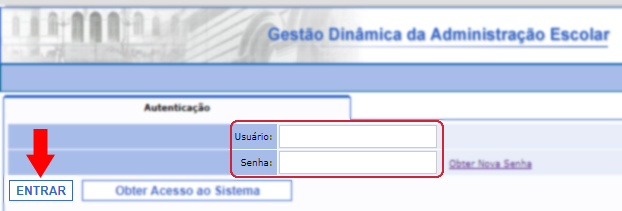 Gestão Dinâmica da Administração Escolar
Autenticação
Usuário:
Senha: Obter Nova Senha
ENTRAR Obter Acesso ao Sistema